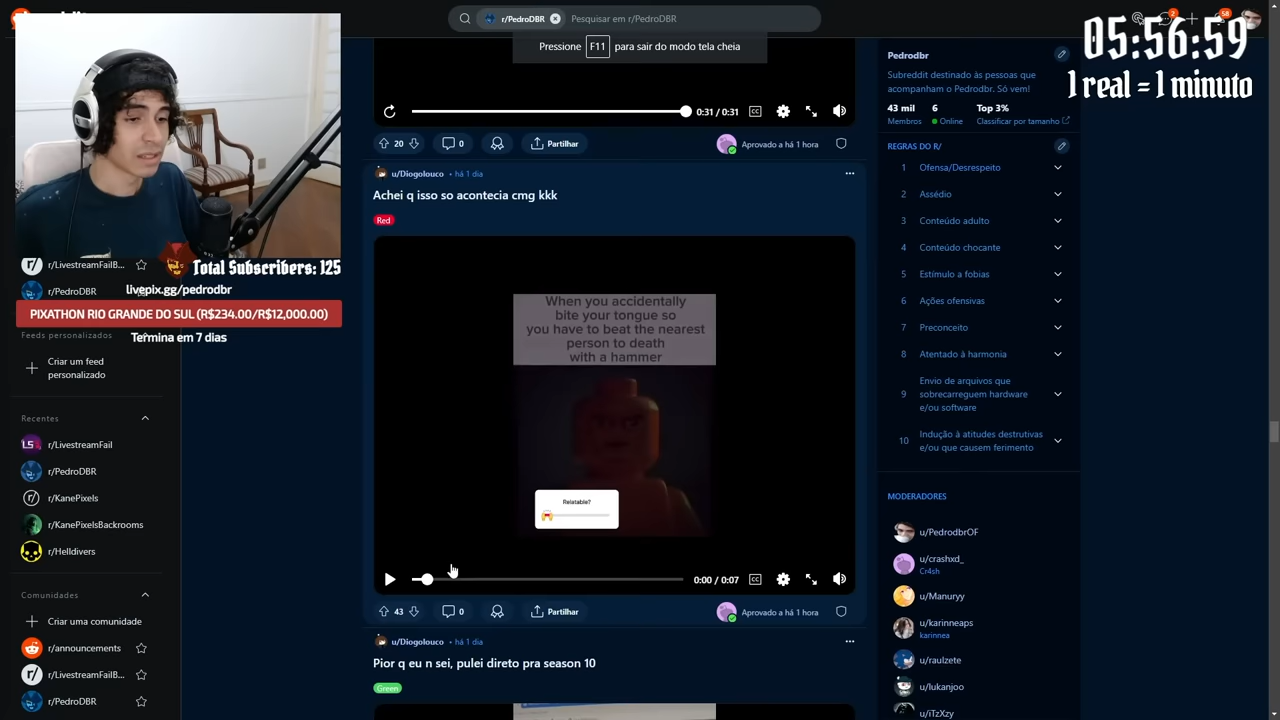 r/PedroDBR
Pesquisar em r/PedroDBR
2
58
Pressione F11 para sair do modo tela cheia
05:56:59
1 real = 1 minuto
Total Subscribers: 125
livepix.gg/pedrodbr
PIXATHON RIO GRANDE DO SUL (R$234.00/R$12,000.00)
Termina em 7 dias
r/LivestreamFailB...
r/PedroDBR
Feeds personalizados
Criar um feed
personalizado
Recentes
r/LivestreamFail
r/PedroDBR
r/KanePixels
r/KanePixelsBackrooms
r/Helldivers
Comunidades
Criar uma comunidade
r/announcements
r/LivestreamFailB...
r/PedroDBR
0:31 / 0:31
CC
20
0
Partilhar
Aprovado a há 1 hora
u/Diogolouco • há 1 dia
Achei q isso so acontecia cmg kkk
Red
When you accidentally
bite your tongue so
you have to beat the nearest
person to death
with a hammer
Relatable?
0:00 / 0:07
CC
43
0
Partilhar
Aprovado a há 1 hora
u/Diogolouco • há 1 dia
Pior q eu n sei, pulei direto pra season 10
Green
Pedrodbr
Subreddit destinado às pessoas que
acompanham o Pedrodbr. Só vem!
43 mil 6 Top 3%
Membros Online Classificar por tamanho
REGRAS DO R/
1 Ofensa/Desrespeito
2 Assédio
3 Conteúdo adulto
4 Conteúdo chocante
5 Estímulo a fobias
6 Ações ofensivas
7 Preconceito
8 Atentado à harmonia
9 Envio de arquivos que
sobrecarreguem hardware
e/ou software
10 Indução à atitudes destrutivas
e/ou que causem ferimento
MODERADORES
u/PedrodbrOF
u/crashxd_
Cr4sh
u/Manuryy
u/karinneaps
karinnea
u/raulzete
u/lukanjoo
u/iTzXzy